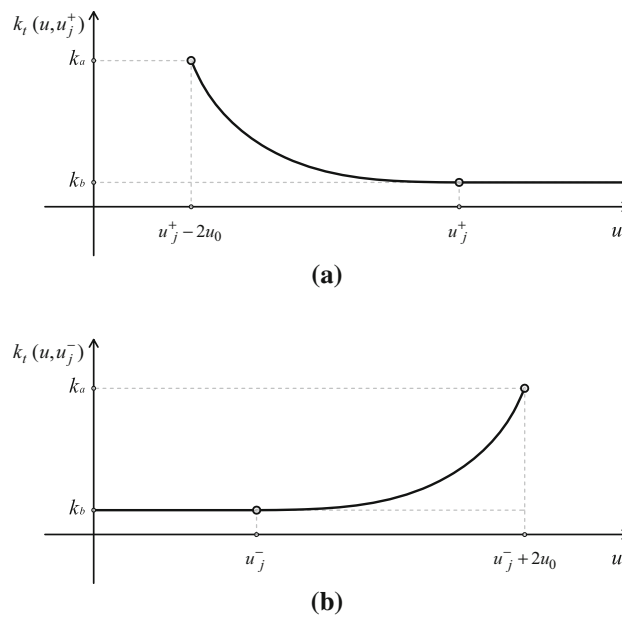 k_t (u, u_j^+)
k_a
k_b
u_j^+ − 2u_0
u_j^+
u
(a)
k_t (u, u_j^-)
k_a
k_b
u_j^-
u_j^- + 2u_0
u
(b)